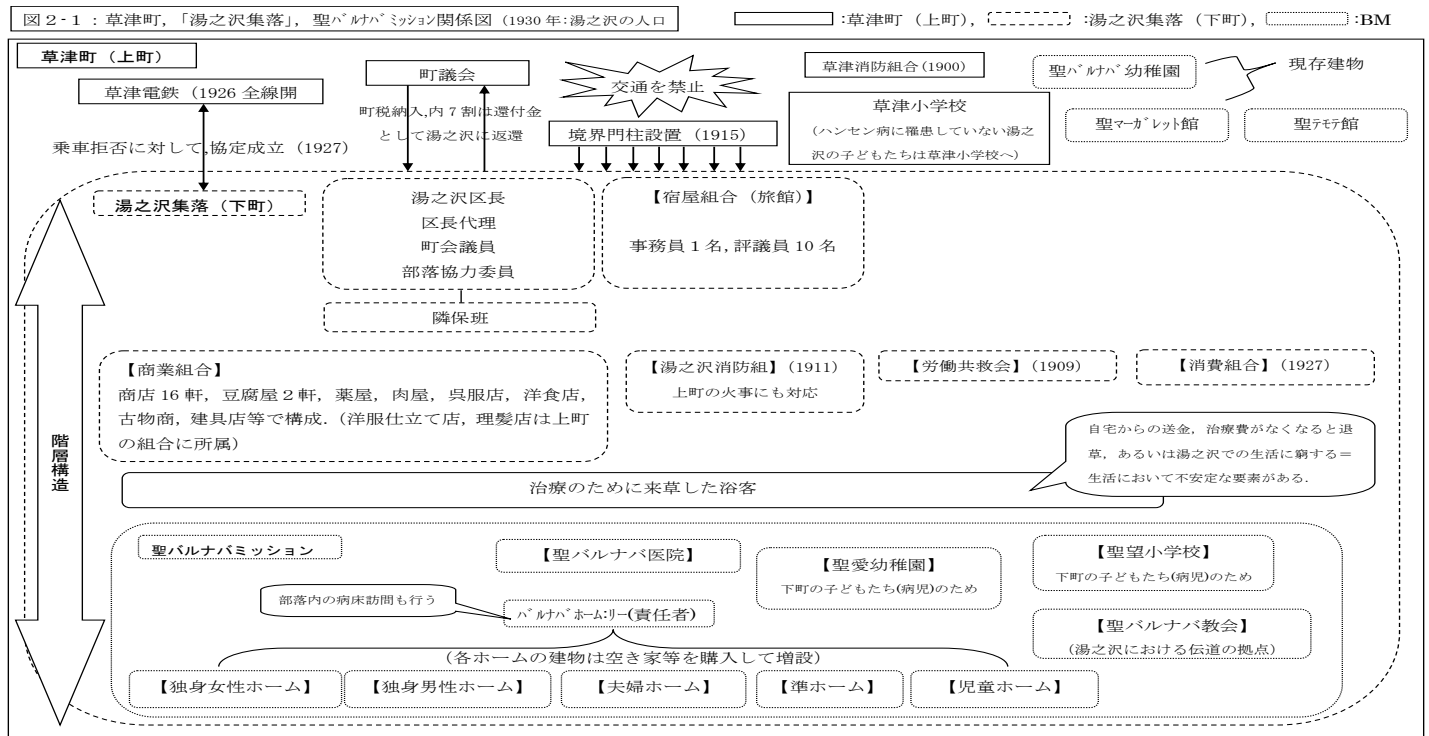 図2-1：草津町，「湯之沢集落」，聖ﾊﾞﾙﾅﾊﾞﾐｯｼｮﾝ関係図 (1930年：湯之沢の人口
:草津町（上町），
:湯之沢集落（下町），
:BM
草津町（上町）
草津電鉄（1926 全線開
乗車拒否に対して,協定成立（1927）
町議会
町税納入,内7割は還付金
として湯之沢に返還
交通を禁止
境界門柱設置（1915）
草津消防組合(1900)
草津小学校
(ハンセン病に罹患していない湯之
沢の子どもたちは草津小学校へ)
聖ﾊﾞﾙﾅﾊﾞ幼稚園
現存建物
聖ﾏｰｶﾞﾚｯﾄ館
聖ﾃﾓﾃ館
湯之沢集落（下町）
湯之沢区長
区長代理
町会議員
部落協力委員
隣保班
【宿屋組合（旅館）】
事務員1名,評議員10名
階層構造
【商業組合】
商店16軒，豆腐屋2軒，薬屋，肉屋，呉服店，洋食店，
古物商，建具店等で構成．（洋服仕立て店，理髪店は上町
の組合に所属）
【湯之沢消防組】(1911)
上町の火事にも対応
【労働共救会】(1909)
【消費組合】(1927)
自宅からの送金，治療費がなくなると退
草，あるいは湯之沢での生活に窮する＝
生活において不安定な要素がある．
治療のために来草した浴客
聖バルナバミッション
【聖バルナバ医院】
【聖愛幼稚園】
下町の子どもたち(病児)のため
【聖望小学校】
下町の子どもたち(病児)のため
部落内の病床訪問も行う
ﾊﾞﾙﾅﾊﾞﾎｰﾑ:リー(責任者)
【聖バルナバ教会】
(湯之沢における伝道の拠点)
(各ホームの建物は空き家等を購入して増設)
【独身女性ホーム】
【独身男性ホーム】
【夫婦ホーム】
【準ホーム】
【児童ホーム】